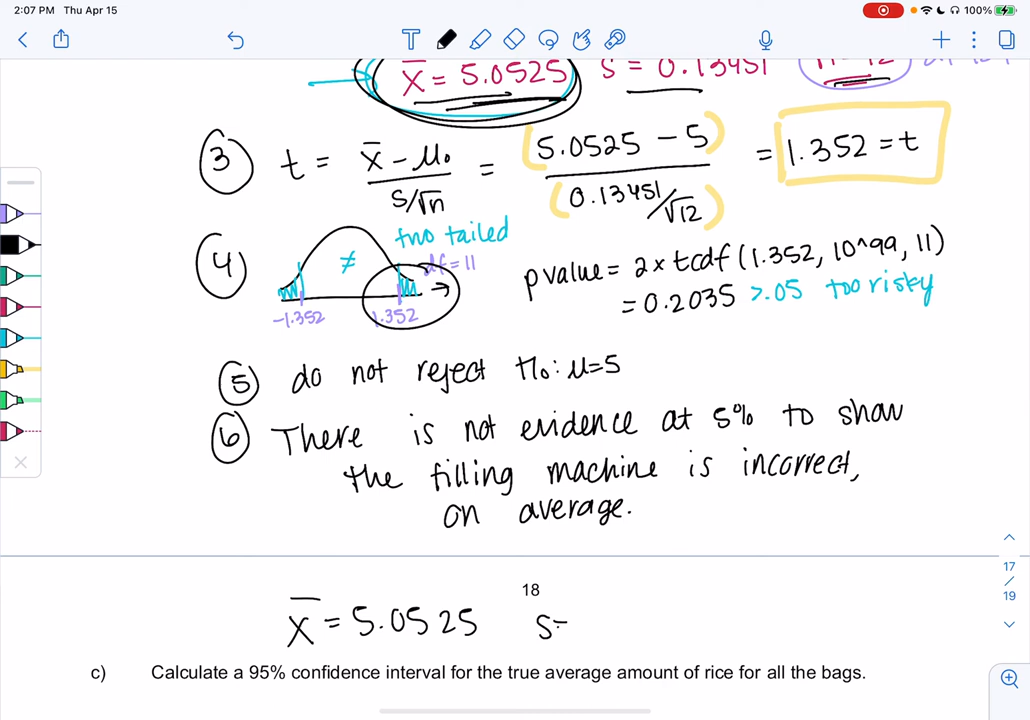 2:07 PM Thu Apr 15
100%
T
X̄ = 5.0525 S = 0.13451
3 t = X̄ - μ₀ / S/√n = (5.0525 - 5) / (0.13451/√12) = 1.352 = t
4 ≠ two tailed
df = 11
-1.352 1.352
pvalue = 2 x tcdf (1.352, 10^99, 11)
= 0.2035 >.05 too risky
5 do not reject H₀: μ=5
6 There is not evidence at 5% to show
the filling machine is incorrect,
on average.
17
19
18
X̄ = 5.0525 S=
c) Calculate a 95% confidence interval for the true average amount of rice for all the bags.